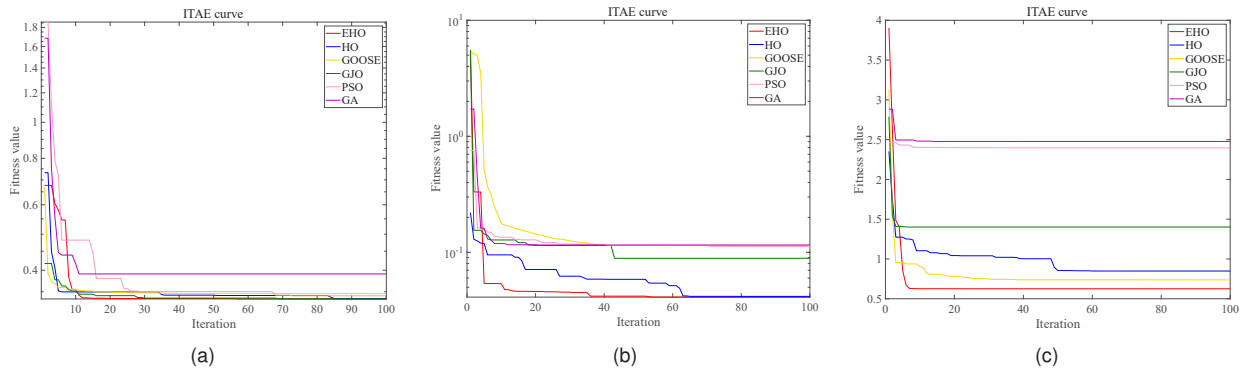 ITAE curve
1.8
1.6
1.4
1.2
1
0.8
0.6
0.4
Fitness value
10 20 30 40 50 60 70 80 90 100
Iteration
EHO
HO
GOOSE
GJO
PSO
GA
(a)
ITAE curve
10^1
10^0
10^-1
Fitness value
0 20 40 60 80 100
Iteration
EHO
HO
GOOSE
GJO
PSO
GA
(b)
ITAE curve
4
3.5
3
2.5
2
1.5
1
0.5
Fitness value
0 20 40 60 80 100
Iteration
EHO
HO
GOOSE
GJO
PSO
GA
(c)